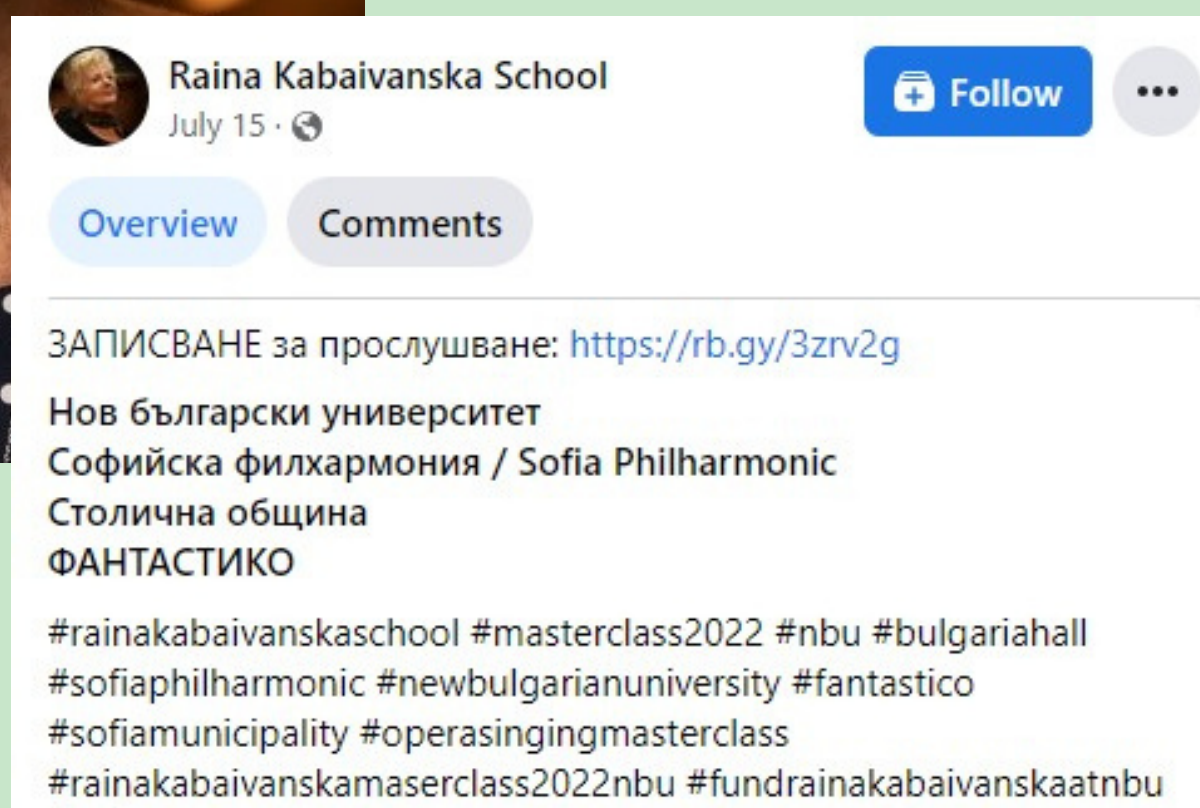 Raina Kabaivanska School
Follow
July 15 ·
Overview
Comments
ЗАПИСВАНЕ за прослушване: https://rb.gy/3zrv2g
Нов български университет
Софийска филхармония / Sofia Philharmonic
Столична община
ФАНТАСТИКО
#rainakabaivanskaschool #masterclass2022 #nbu #bulgariahall
#sofiaphilharmonic #newbulgarianuniversity #fantastico
#sofiamunicipality #operasingingmasterclass
#rainakabaivanskamaserclass2022nbu #fundrainakabaivanskaatnbu